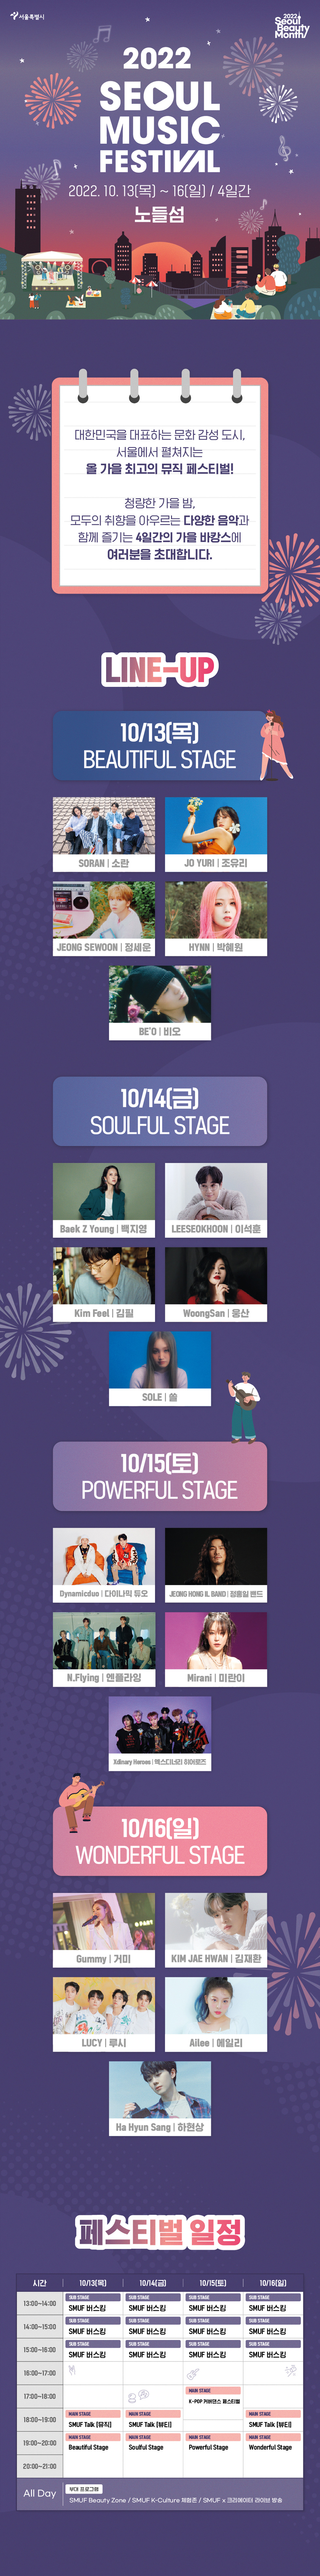 서울특별시
2022
Seoul
Beauty
Month
2022
SEOUL
MUSIC
FESTIVAL
2022. 10. 13(목) ~ 16(일) / 4일간
노들섬
대한민국을 대표하는 문화 감성 도시,
서울에서 펼쳐지는
올 가을 최고의 뮤직 페스티벌!
청량한 가을 밤,
모두의 취향을 아우르는 다양한 음악과
함께 즐기는 4일간의 가을 바캉스에
여러분을 초대합니다.
LINE-UP
10/13(목)
BEAUTIFUL STAGE
SORAN | 소란
JO YURI | 조유리
JEONG SEWOON | 정세운
HYNN | 박혜원
BE'O | 비오
10/14(금)
SOULFUL STAGE
Baek Z Young | 백지영
LEESEOKHOON | 이석훈
Kim Feel | 김필
WoongSan | 웅산
SOLE | 쏠
10/15(토)
POWERFUL STAGE
Dynamicduo | 다이나믹 듀오
JEONG HONG IL BAND | 정홍일 밴드
N.Flying | 엔플라잉
Mirani | 미란이
Xdinary Heroes | 엑스디너리 히어로즈
10/16(일)
WONDERFUL STAGE
Gummy | 거미
KIM JAE HWAN | 김재환
LUCY | 루시
Ailee | 에일리
Ha Hyun Sang | 하현상
페스티벌 일정
시간 10/13(목) 10/14(금) 10/15(토) 10/16(일)
13:00~14:00
SUB STAGE SUB STAGE SUB STAGE SUB STAGE
SMUF 버스킹 SMUF 버스킹 SMUF 버스킹 SMUF 버스킹
14:00~15:00
SUB STAGE SUB STAGE SUB STAGE SUB STAGE
SMUF 버스킹 SMUF 버스킹 SMUF 버스킹 SMUF 버스킹
15:00~16:00
SUB STAGE SUB STAGE SUB STAGE SUB STAGE
SMUF 버스킹 SMUF 버스킹 SMUF 버스킹 SMUF 버스킹
16:00~17:00
17:00~18:00
MAIN STAGE
K-POP 커버댄스 페스티벌
18:00~19:00
MAIN STAGE MAIN STAGE MAIN STAGE
SMUF Talk [뮤직] SMUF Talk [뷰티] SMUF Talk [뷰티]
19:00~20:00
MAIN STAGE MAIN STAGE MAIN STAGE MAIN STAGE
Beautiful Stage Soulful Stage Powerful Stage Wonderful Stage
20:00~21:00
All Day
부대 프로그램
SMUF Beauty Zone / SMUF K-Culture 체험존 / SMUF x 크리에이터 라이브 방송